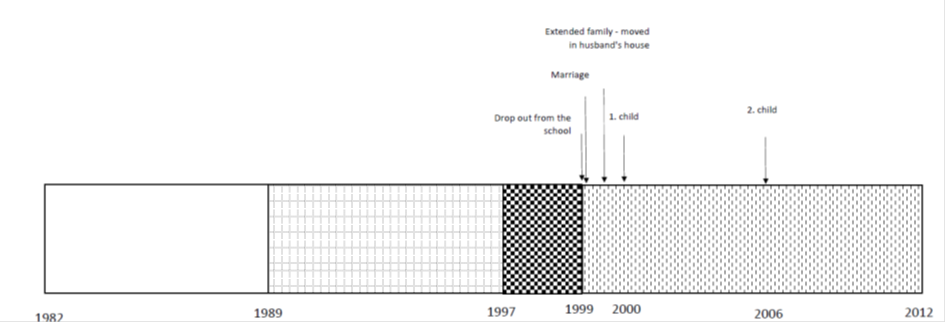 Extended family - moved
in husband's house
Marriage
Drop out from the
school
1. child
2. child
1982
1989
1997
1999
2000
2006
2012